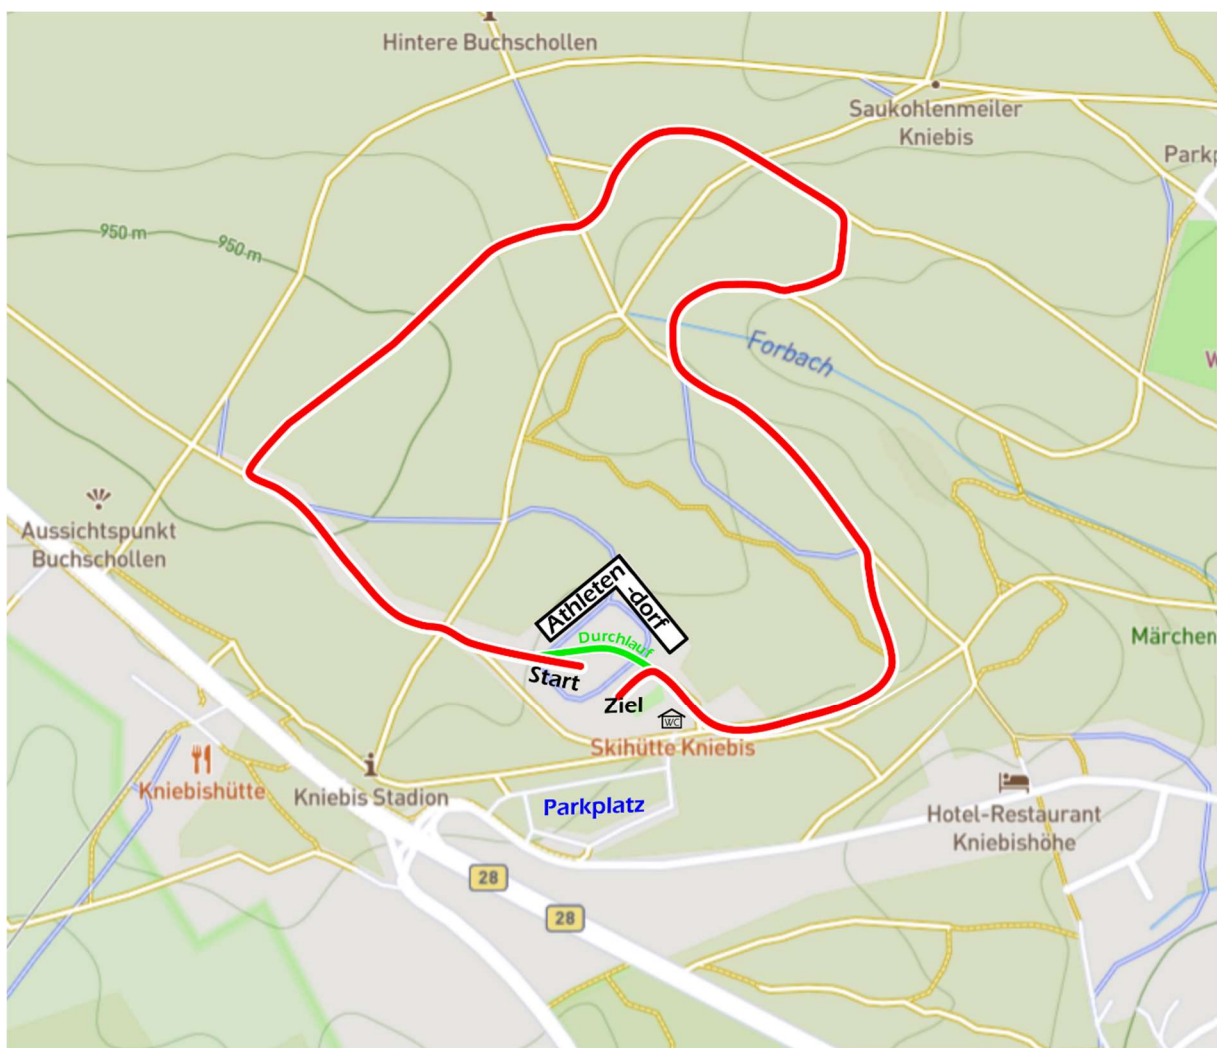 Hintere Buchschollen
Saukohlenmeiler
Kniebis
Parkp
950 m
950 m
Forbach
W
Aussichtspunkt
Buchschollen
Athleten
-dorf
Durchlauf
Märchen
Start
Ziel
WC
Skihütte Kniebis
Kniebishütte
Kniebis Stadion
Parkplatz
Hotel-Restaurant
Kniebishöhe
28
28